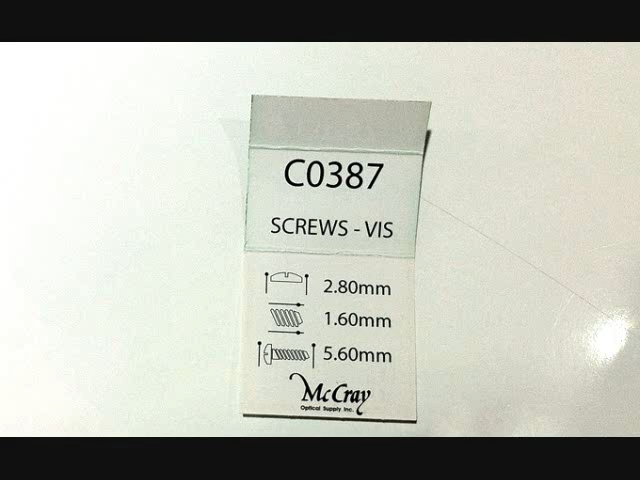 C0387
SCREWS - VIS
2.80mm
1.60mm
5.60mm
McCray
Optical Supply Inc.